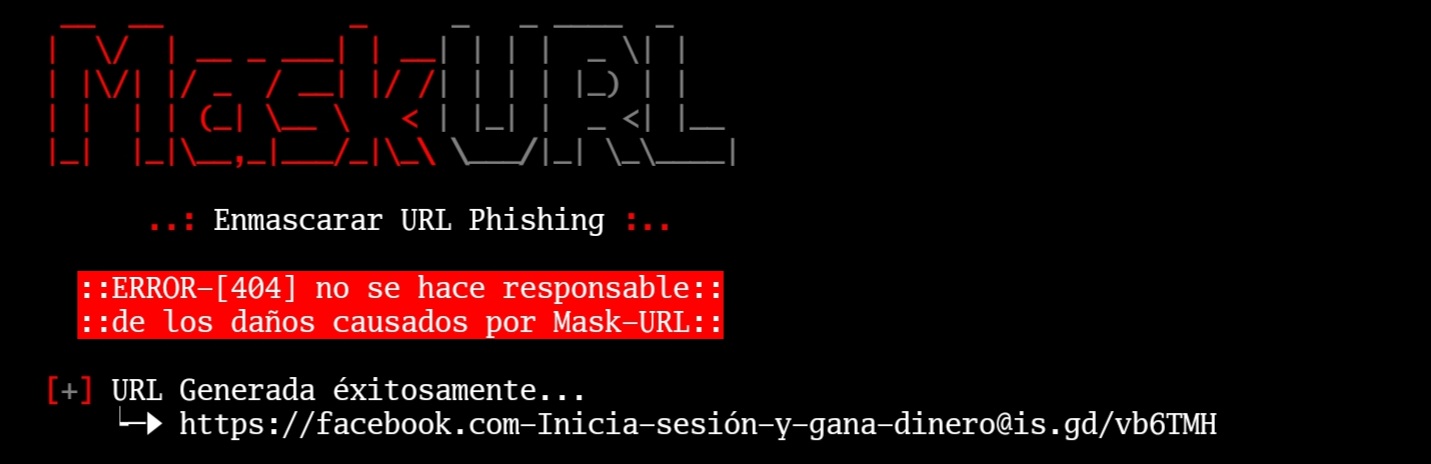 MaskURL
..: Enmascarar URL Phishing :..
::ERROR-[404] no se hace responsable::
::de los daños causados por Mask-URL::
[+] URL Generada éxitosamente...
https://facebook.com-Inicia-sesión-y-gana-dinero@is.gd/vb6TMH